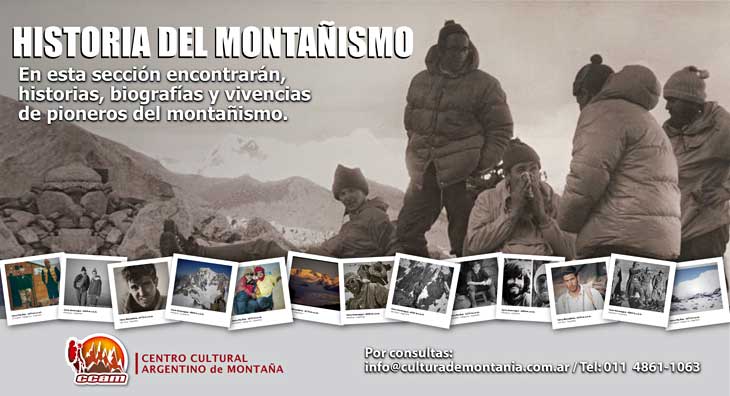 HISTORIA DEL MONTAÑISMO
En esta sección encontrarán,
historias, biografías y vivencias
de pioneros del montañismo.
ccam
CENTRO CULTURAL
ARGENTINO de MONTAÑA
Por consultas:
info@culturademontania.com.ar / Tel: 011 4861-1063